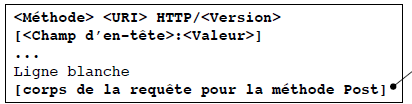 <Méthode> <URI> HTTP/<Version>
[<Champ d'en-tête>:<Valeur>]
...
Ligne blanche
[corps de la requête pour la méthode Post]